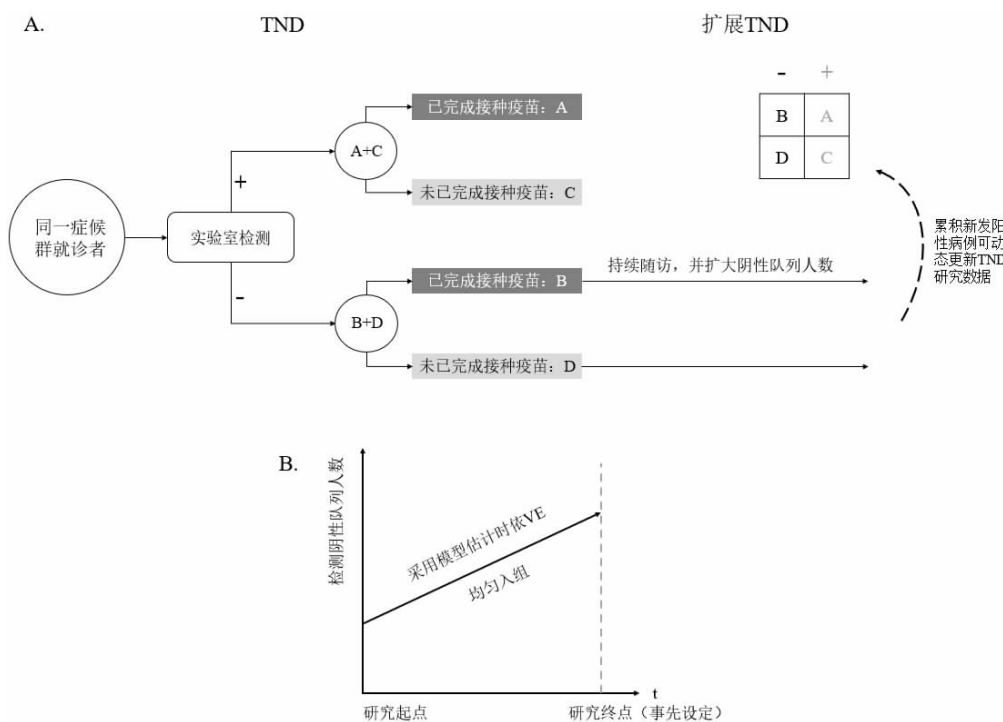 A.
TND
扩展TND
- +
B A
D C
已完成接种疫苗：A
A+C
未已完成接种疫苗：C
+
同一症候
群就诊者
实验室检测
-
已完成接种疫苗：B
B+D
未已完成接种疫苗：D
持续随访，并扩大阴性队列人数
累积新发阳
性病例可动
态更新TND
研究数据
B.
检测阴性队列人数
采用模型估计时依VE
均匀入组
t
研究起点
研究终点（事先设定）